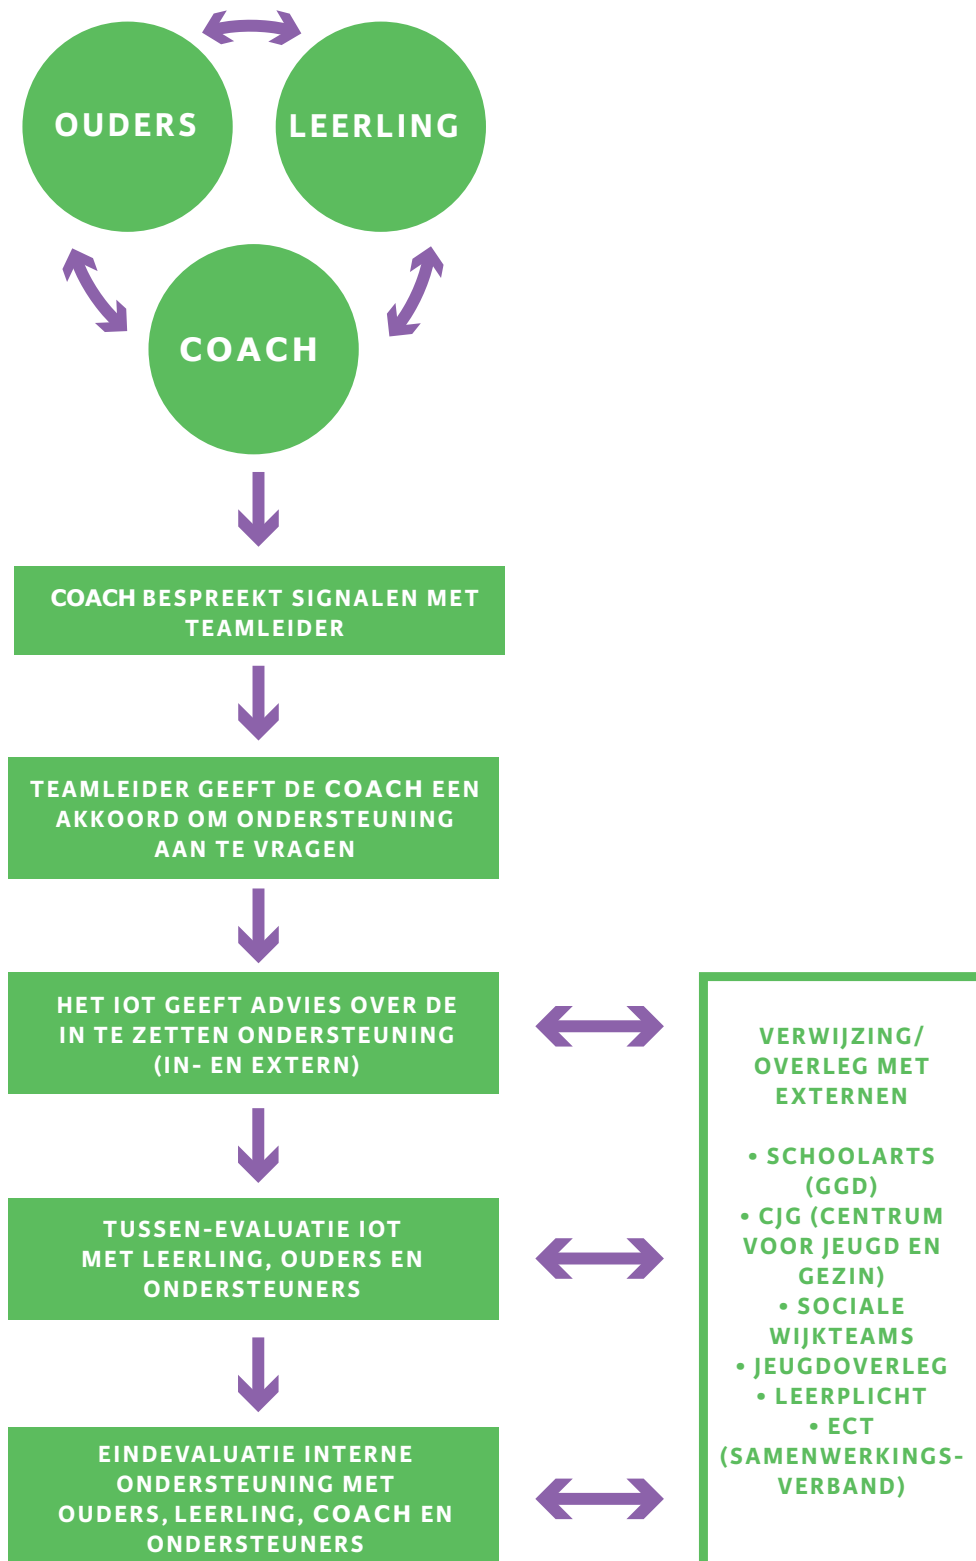 OUDERS
LEERLING
COACH
COACH BESPREEKT SIGNALEN MET
TEAMLEIDER
TEAMLEIDER GEEFT DE COACH EEN
AKKOORD OM ONDERSTEUNING
AAN TE VRAGEN
HET IOT GEEFT ADVIES OVER DE
IN TE ZETTEN ONDERSTEUNING
(IN- EN EXTERN)
TUSSEN-EVALUATIE IOT
MET LEERLING, OUDERS EN
ONDERSTEUNERS
EINDEVALUATIE INTERNE
ONDERSTEUNING MET
OUDERS, LEERLING, COACH EN
ONDERSTEUNERS
VERWIJZING/
OVERLEG MET
EXTERNEN
• SCHOOLARTS
(GGD)
• CJG (CENTRUM
VOOR JEUGD EN
GEZIN)
• SOCIALE
WIJKTEAMS
• JEUGDOVERLEG
• LEERPLICHT
• ECT
(SAMENWERKINGS-
VERBAND)